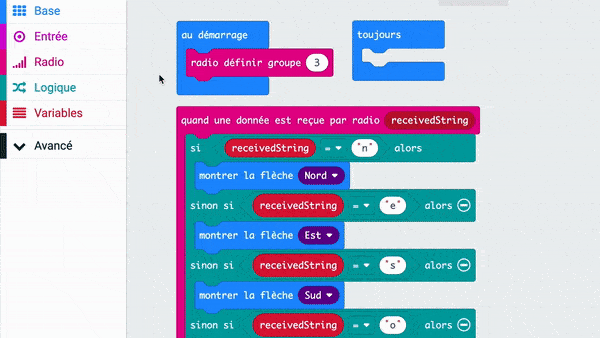 Base
Entrée
Radio
Logique
Variables
Avancé
au démarrage
radio définir groupe 3
toujours
quand une donnée est reçue par radio receivedString
si receivedString = "n" alors
montrer la flèche Nord
sinon si receivedString = "e" alors
montrer la flèche Est
sinon si receivedString = "s" alors
montrer la flèche Sud
sinon si receivedString = "o" alors